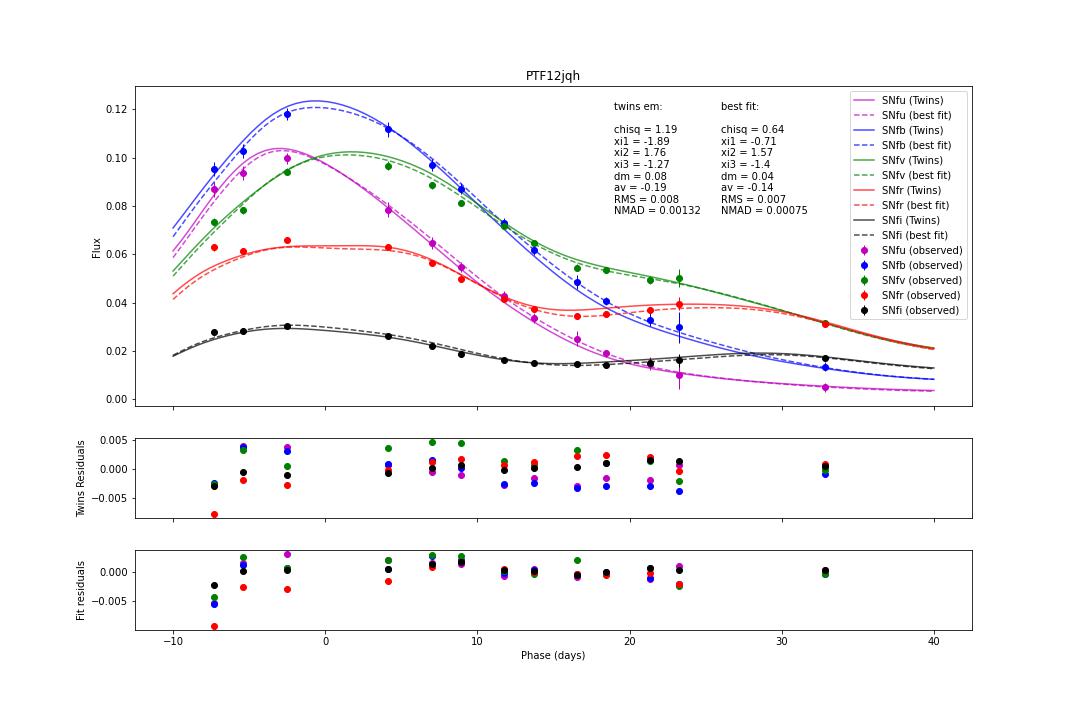 PTF12jqh
Flux
0.12
0.10
0.08
0.06
0.04
0.02
0.00
twins em:
chisq = 1.19
xi1 = -1.89
xi2 = 1.76
xi3 = -1.27
dm = 0.08
av = -0.19
RMS = 0.008
NMAD = 0.00132
best fit:
chisq = 0.64
xi1 = -0.71
xi2 = 1.57
xi3 = -1.4
dm = 0.04
av = -0.14
RMS = 0.007
NMAD = 0.00075
SNfu (Twins)
SNfu (best fit)
SNfb (Twins)
SNfb (best fit)
SNfv (Twins)
SNfv (best fit)
SNfr (Twins)
SNfr (best fit)
SNfi (Twins)
SNfi (best fit)
SNfu (observed)
SNfb (observed)
SNfv (observed)
SNfr (observed)
SNfi (observed)
Twins Residuals
0.005
0.000
−0.005
Fit residuals
0.000
−0.005
−10 0 10 20 30 40
Phase (days)